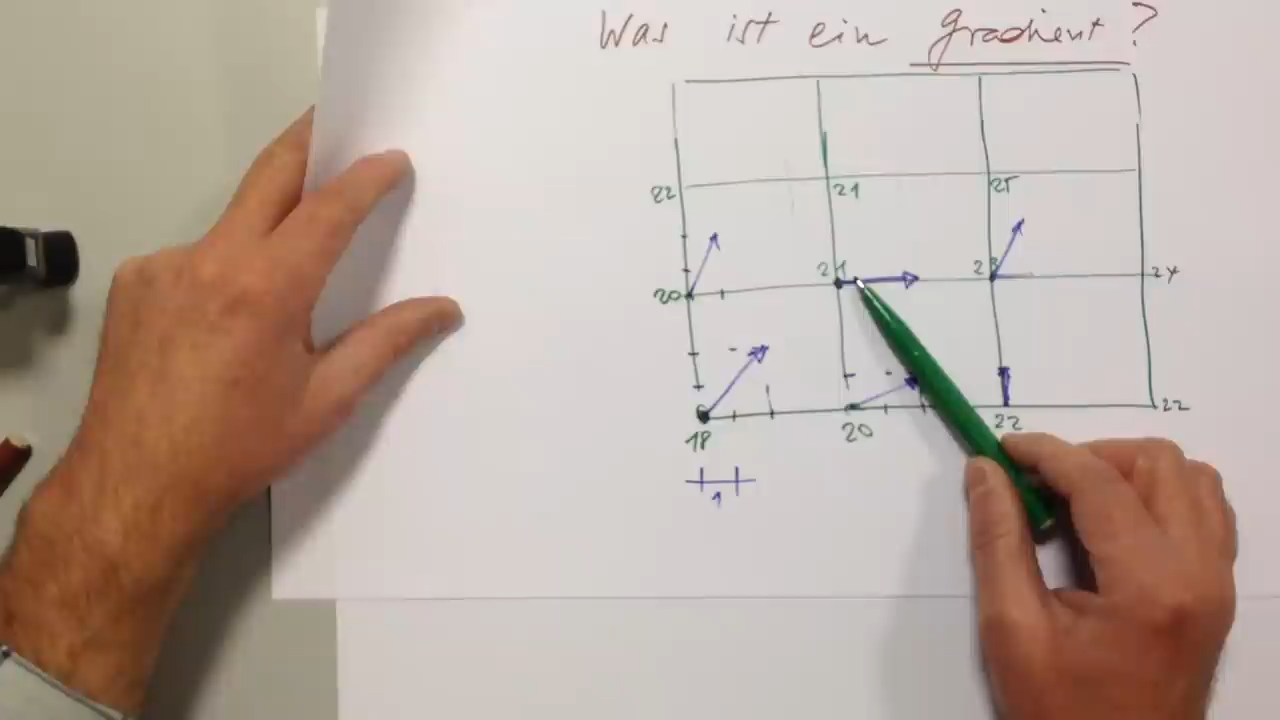 Was ist ein gradient?
22 21 25
20 21 23 24
18 20 22 22
1